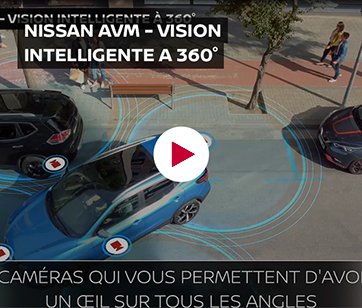 - VISION INTELLIGENTE À 360°
NISSAN AVM - VISION
INTELLIGENTE A 360°
CAMÉRAS QUI VOUS PERMETTENT D'AVO
UN ŒIL SUR TOUS LES ANGLES